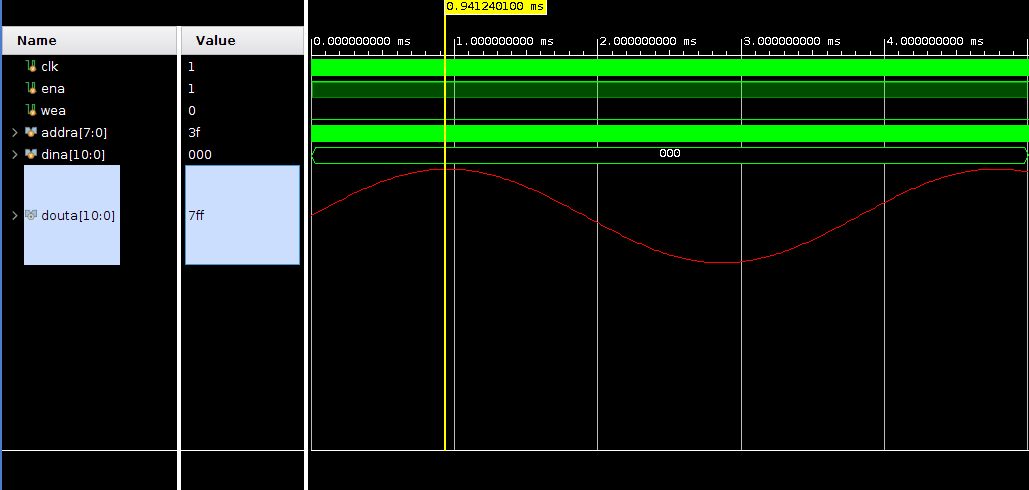 0.941240100 ms
Name Value
0.000000000 ms 1.000000000 ms 2.000000000 ms 3.000000000 ms 4.000000000 ms
clk 1
ena 1
wea 0
addra[7:0] 3f
dina[10:0] 000 000
douta[10:0] 7ff